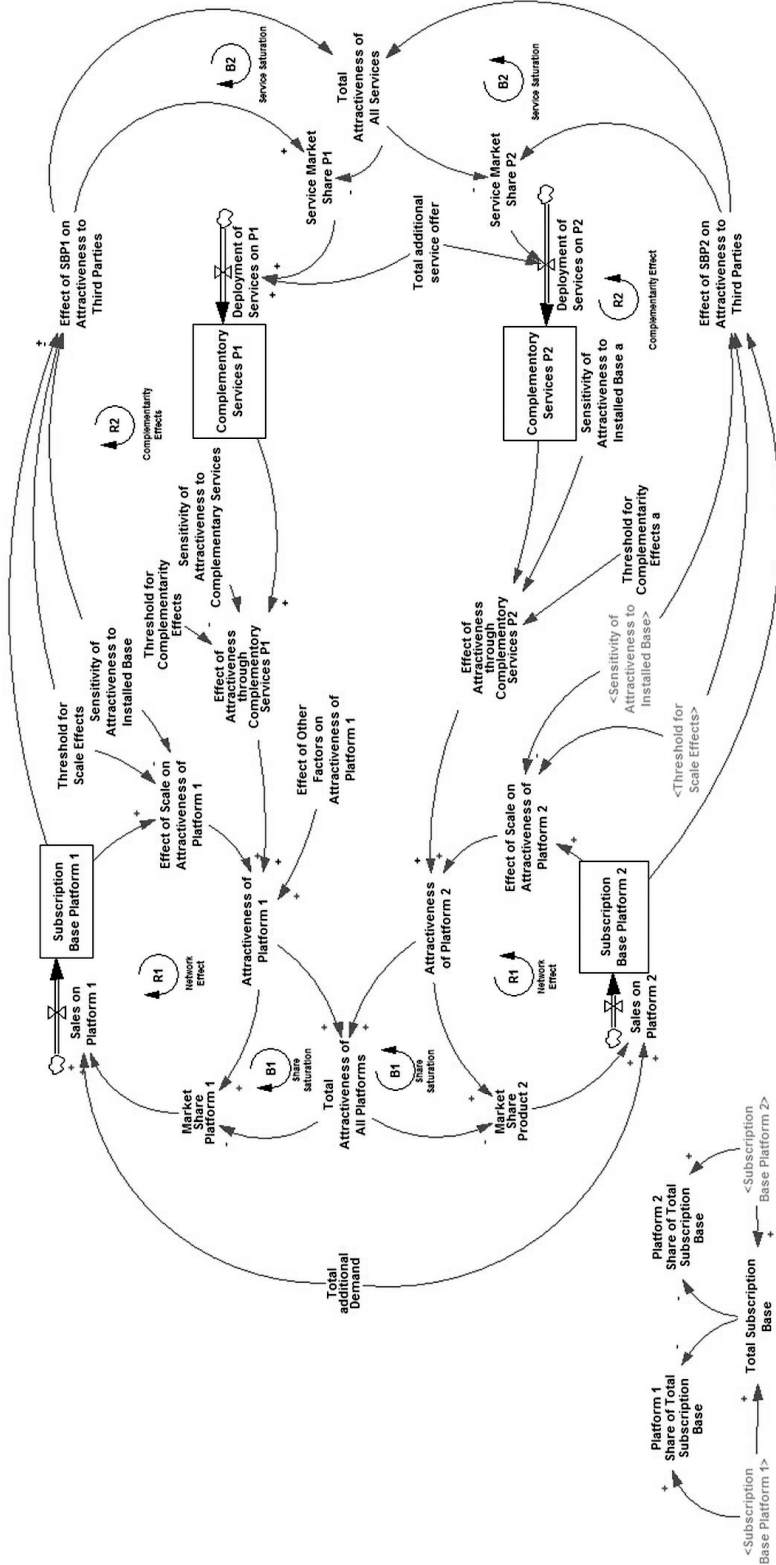 Subscription
Base Platform 1
Sales on
Platform 1
Total
additional
Demand
Market
Share
Platform 1
R1
Network
Effect
B1
Share
Saturation
Total
Attractiveness of
All Platforms
B1
Share
Saturation
Market
Share
Product 2
R1
Network
Effect
Sales on
Platform 2
Subscription
Base Platform 2
Attractiveness of
Platform 1
Attractiveness
of Platform 2
Effect of Scale on
Attractiveness of
Platform 1
Effect of Scale on
Attractiveness of
Platform 2
Threshold for
Scale Effects
Sensitivity of
Attractiveness to
Installed Base
Threshold for
Complementarity
Effects
Sensitivity of
Attractiveness to
Complementary Services
Effect of
Attractiveness
through
Complementory
Services P1
Effect of Other
Factors on
Attractiveness of
Platform 1
Effect of
Attractiveness
through
Complementory
Services P2
<Sensitivity of
Attractiveness to
Installed Base>
<Threshold for
Scale Effects>
Threshold for
Complementarity
Effects a
Sensitivity of
Attractiveness to
Installed Base a
Complementory
Services P1
Complementory
Services P2
R2
Complementarity
Effects
R2
Complementarity Effect
Deployment of
Services on P1
Total additional
service offer
Deployment of
Services on P2
Effect of SBP1 on
Attractiveness to
Third Parties
Effect of SBP2 on
Attractiveness to
Third Parties
Service Market
Share P1
Service Market
Share P2
B2
Service Saturation
Total
Attractiveness of
All Services
B2
Service Saturation
Platform 1
Share of Total
Subscription
Base
Platform 2
Share of Total
Subscription
Base
<Subscription
Base Platform 1>
Total Subscription
Base
<Subscription
Base Platform 2>